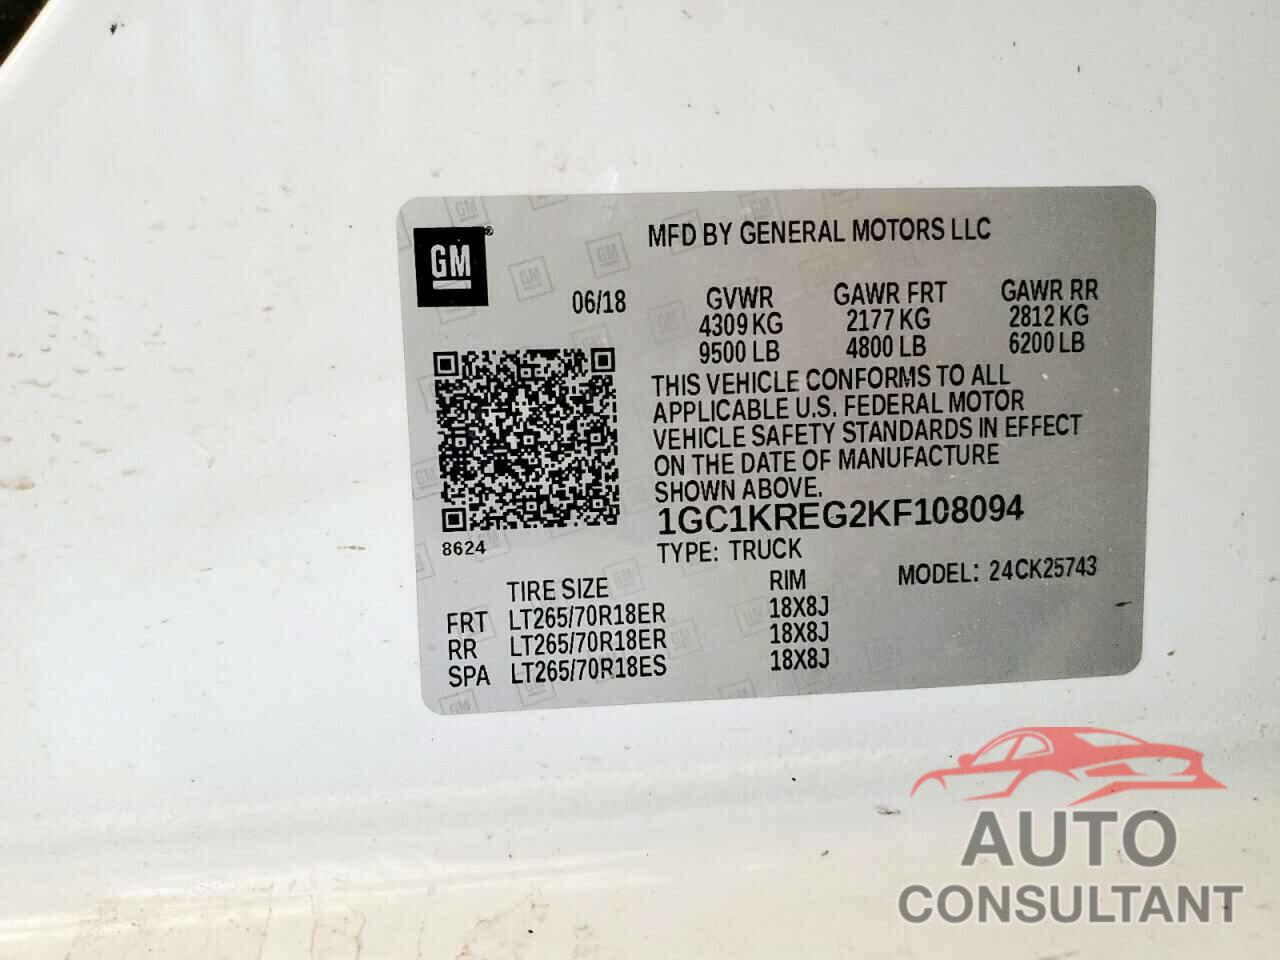 GM®
MFD BY GENERAL MOTORS LLC
06/18
GVWR GAWR FRT GAWR RR
4309 KG 2177 KG 2812 KG
9500 LB 4800 LB 6200 LB
THIS VEHICLE CONFORMS TO ALL
APPLICABLE U.S. FEDERAL MOTOR
VEHICLE SAFETY STANDARDS IN EFFECT
ON THE DATE OF MANUFACTURE
SHOWN ABOVE.
1GC1KREG2KF108094
8624
TYPE: TRUCK
MODEL: 24CK25743
TIRE SIZE RIM
FRT LT265/70R18ER 18X8J
RR LT265/70R18ER 18X8J
SPA LT265/70R18ES 18X8J
AUTO
CONSULTANT